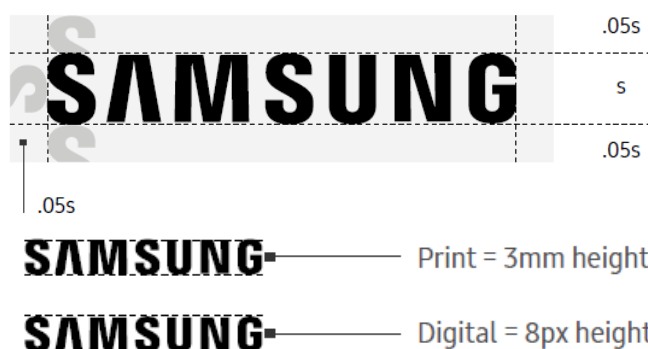 .05s
SAMSUNG
s
.05s
.05s
SAMSUNG
Print = 3mm height
SAMSUNG
Digital = 8px height